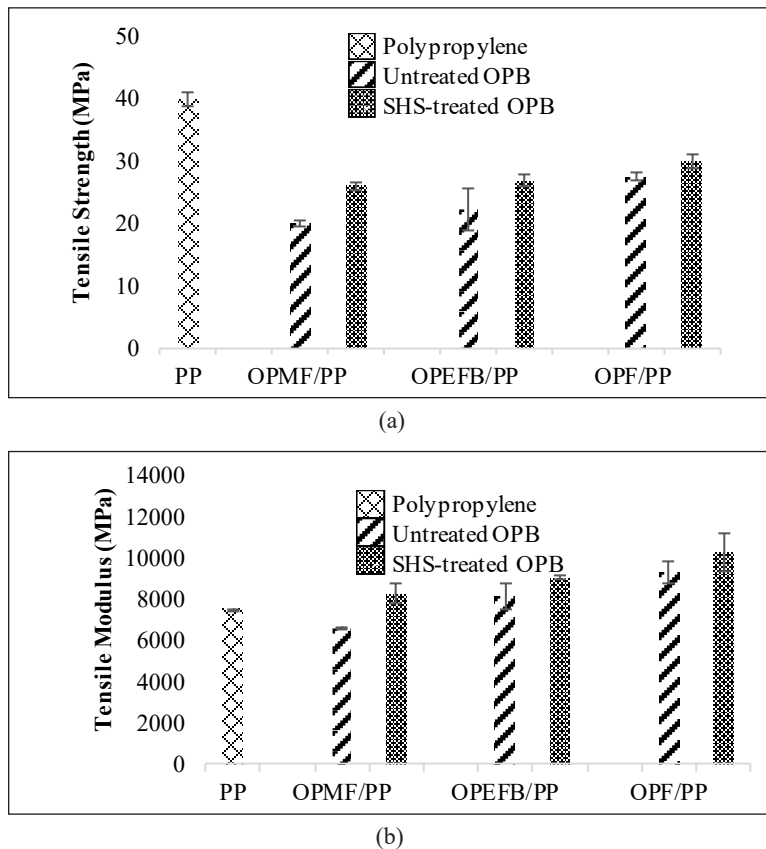 50
40
30
20
10
0
Tensile Strength (MPa)
Polypropylene
Untreated OPB
SHS-treated OPB
PP OPMF/PP OPEFB/PP OPF/PP
(a)
14000
12000
10000
8000
6000
4000
2000
0
Tensile Modulus (MPa)
Polypropylene
Untreated OPB
SHS-treated OPB
PP OPMF/PP OPEFB/PP OPF/PP
(b)